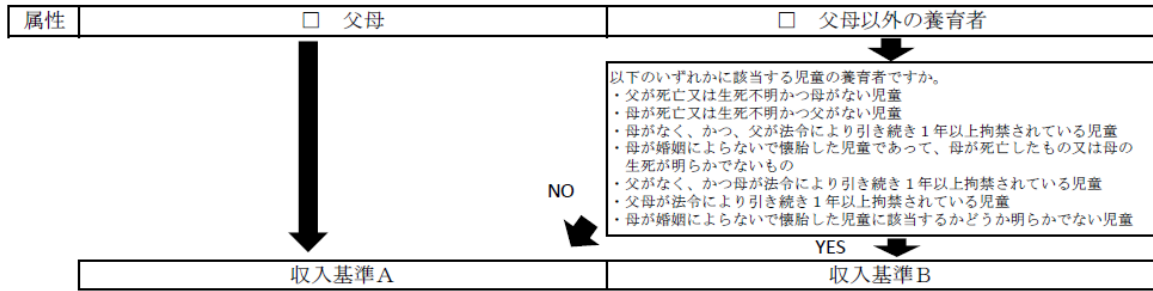 属性 □ 父母 □ 父母以外の養育者
以下のいずれかに該当する児童の養育者ですか。
・父が死亡又は生死不明かつ母がない児童
・母が死亡又は生死不明かつ父がない児童
・母がなく、かつ、父が法令により引き続き１年以上拘禁されている児童
・母が婚姻によらないで懐胎した児童であって、母が死亡したもの又は母の
生死が明らかでないもの
・父がなく、かつ母が法令により引き続き１年以上拘禁されている児童
・父母が法令により引き続き１年以上拘禁されている児童
・母が婚姻によらないで懐胎した児童に該当するかどうか明らかでない児童
NO
YES
収入基準Ａ 収入基準Ｂ